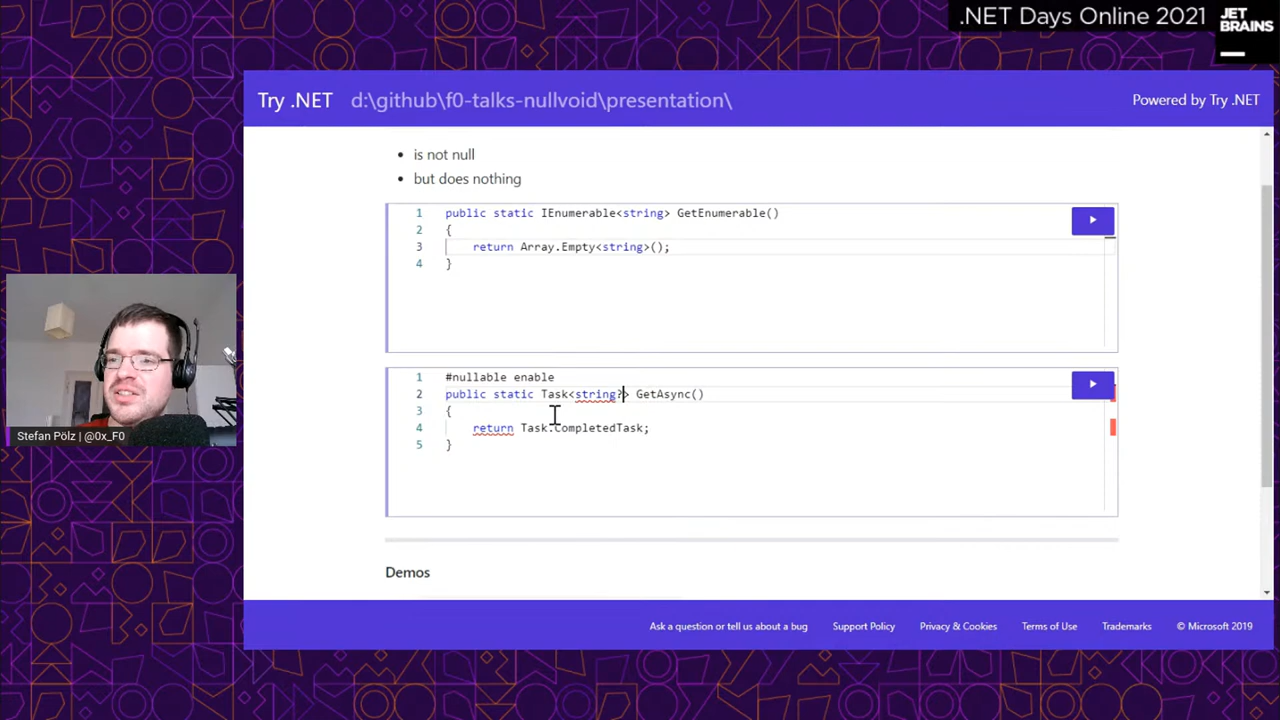 .NET Days Online 2021
JET
BRAINS
Try .NET d:\github\f0-talks-nullvoid\presentation\ Powered by Try .NET
• is not null
• but does nothing
1 public static IEnumerable<string> GetEnumerable()
2 {
3 return Array.Empty<string>();
4 }
1 #nullable enable
2 public static Task<string?> GetAsync()
3 {
4 return Task.CompletedTask;
5 }
Stefan Pölz | @0x_F0
Demos
Ask a question or tell us about a bug Support Policy Privacy & Cookies Terms of Use Trademarks © Microsoft 2019